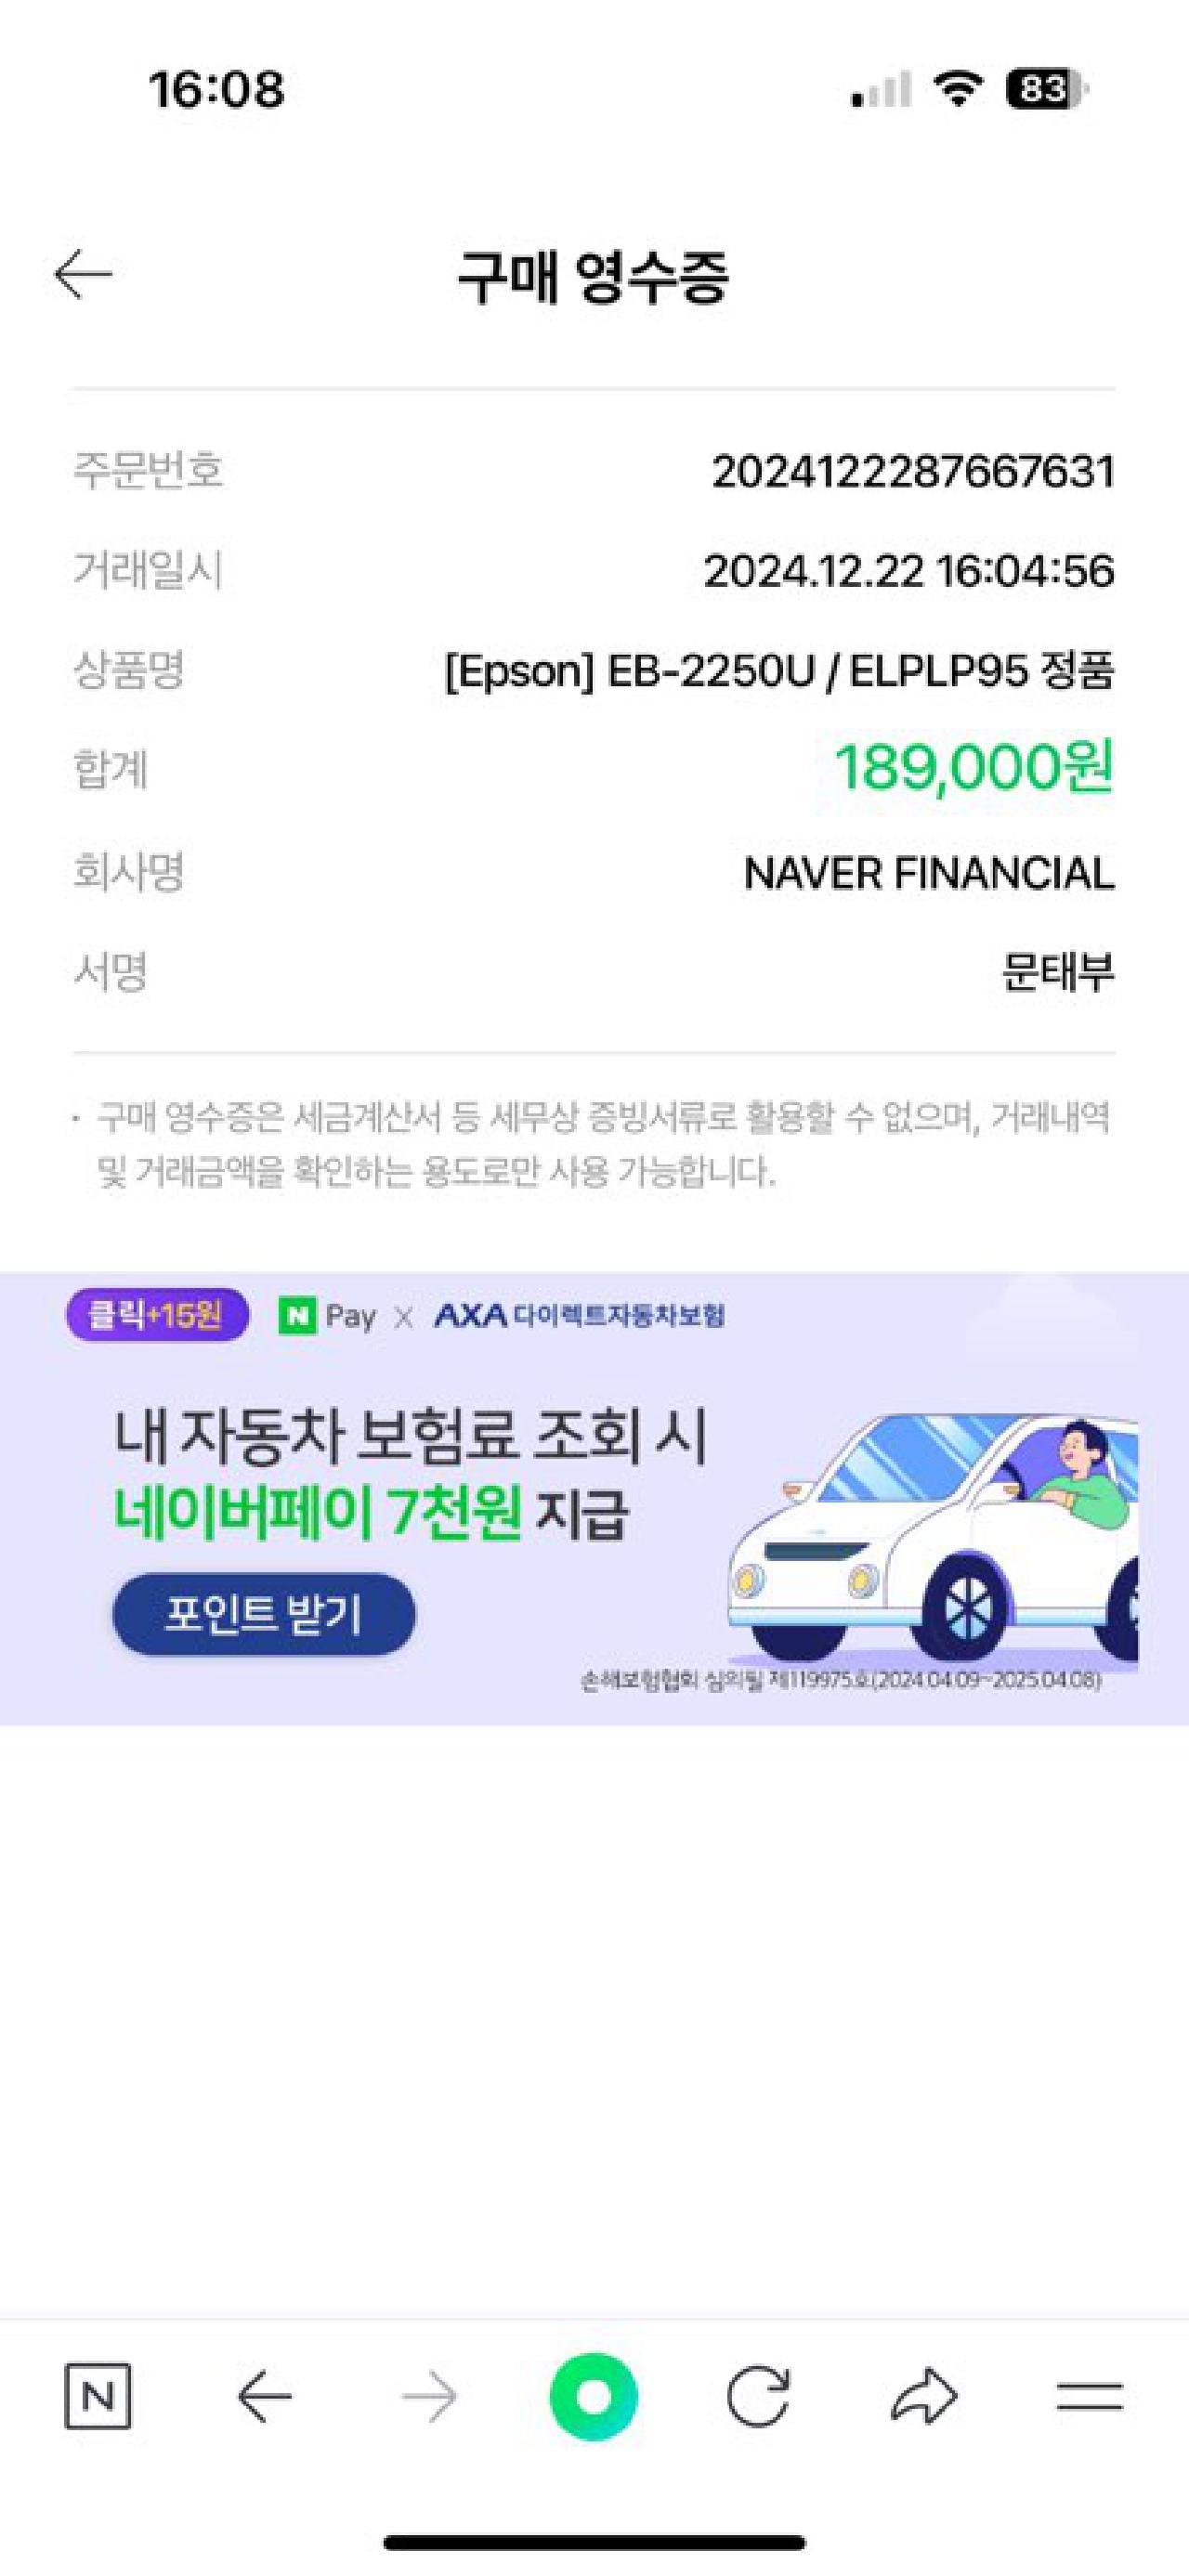 16:08
83
구매 영수증
주문번호 2024122287667631
거래일시 2024.12.22 16:04:56
상품명 [Epson] EB-2250U / ELPLP95 정품
합계 189,000원
회사명 NAVER FINANCIAL
서명 문태부
· 구매 영수증은 세금계산서 등 세무상 증빙서류로 활용할 수 없으며, 거래내역
및 거래금액을 확인하는 용도로만 사용 가능합니다.
클릭+15원 N Pay X AXA 다이렉트자동차보험
내 자동차 보험료 조회 시
네이버페이 7천원 지급
포인트 받기
손해보험협회 심의필 제119975호(2024.04.09~2025.04.08)
N